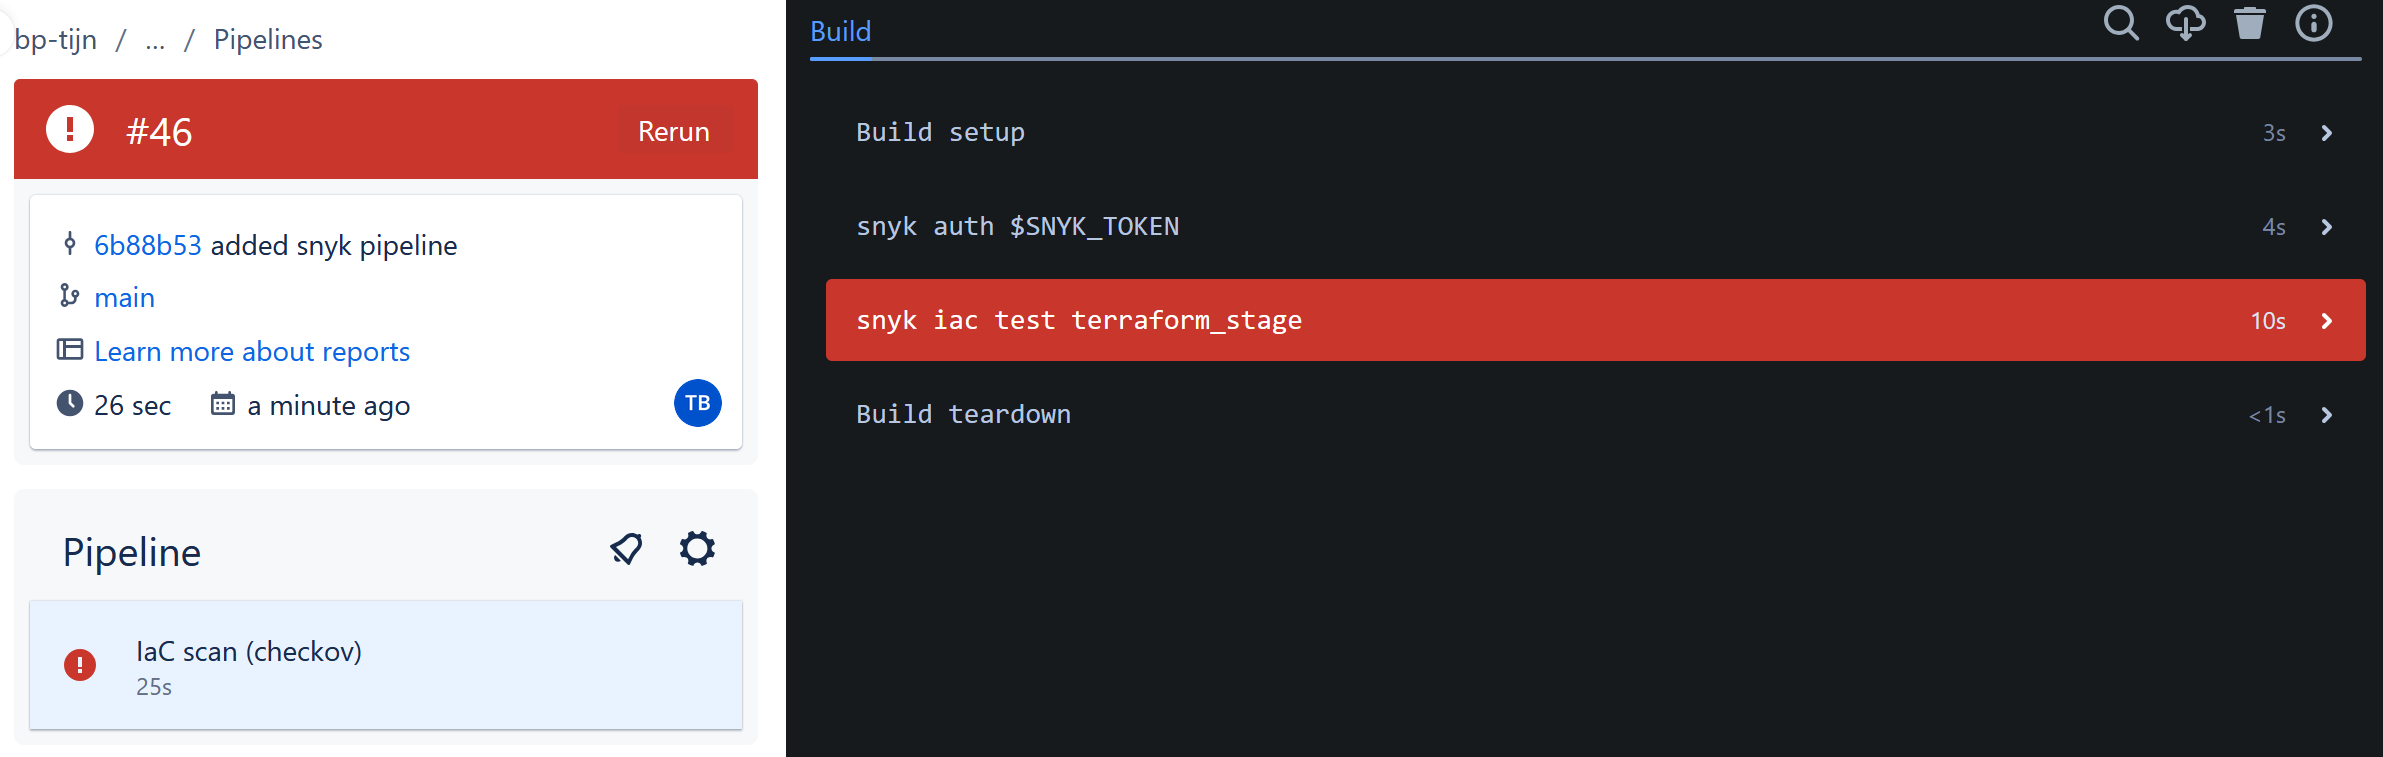 bp-tijn / ... / Pipelines
#46
Rerun
6b88b53 added snyk pipeline
main
Learn more about reports
26 sec a minute ago
TB
Pipeline
IaC scan (checkov)
25s
Build
Build setup 3s
snyk auth $SNYK_TOKEN 4s
snyk iac test terraform_stage 10s
Build teardown <1s